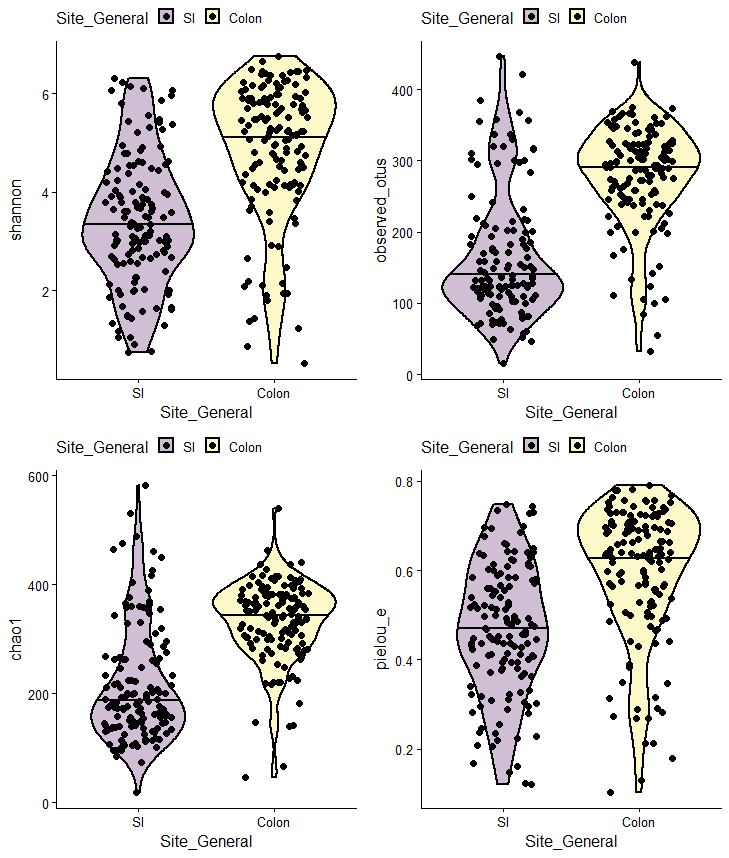 Site_General SI Colon
shannon
6
4
2
SI Colon
Site_General
Site_General SI Colon
observed_otus
400
300
200
100
0
SI Colon
Site_General
Site_General SI Colon
chao1
600
400
200
0
SI Colon
Site_General
Site_General SI Colon
pielou_e
0.8
0.6
0.4
0.2
SI Colon
Site_General